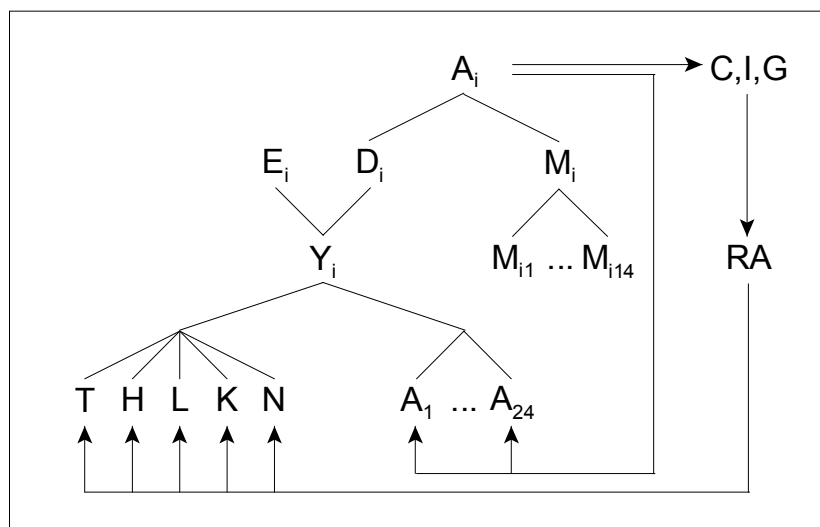 Aᵢ C,I,G
Eᵢ Dᵢ Mᵢ
Yᵢ Mᵢ₁ ... Mᵢ₁₄ RA
T H L K N A₁ ... A₂₄